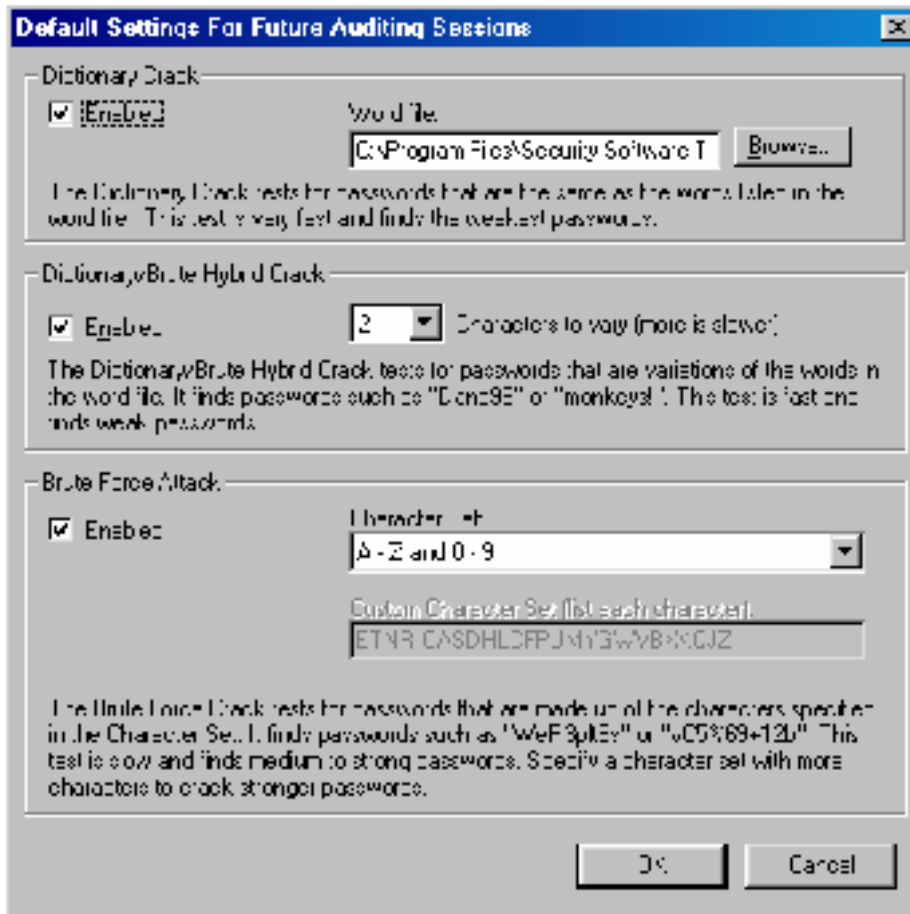 Default Settings For Future Auditing Sessions
Dictionary Crack
Enabled
Word file:
C:\Program Files\Security Software T
Browse...
The Dictionary Crack tests for passwords that are the same as the words listed in the
word file. This test is very fast and finds the weakest passwords.
Dictionary/Brute Hybrid Crack
Enabled
2
Characters to vary (more is slower)
The Dictionary/Brute Hybrid Crack tests for passwords that are variations of the words in
the word file. It finds passwords such as or "monkeys!". This test is fast and
finds weak passwords.
Brute Force Attack
Enabled
Character Set:
A - Z and 0 - 9
Custom Character Set (list each character):
The Brute Force Crack tests for passwords that are made up of the characters specified
in the Character Set. It finds passwords such as or "vC5%69+12b". This
test is slow and finds medium to strong passwords. Specify a character set with more
characters to crack stronger passwords.
OK
Cancel